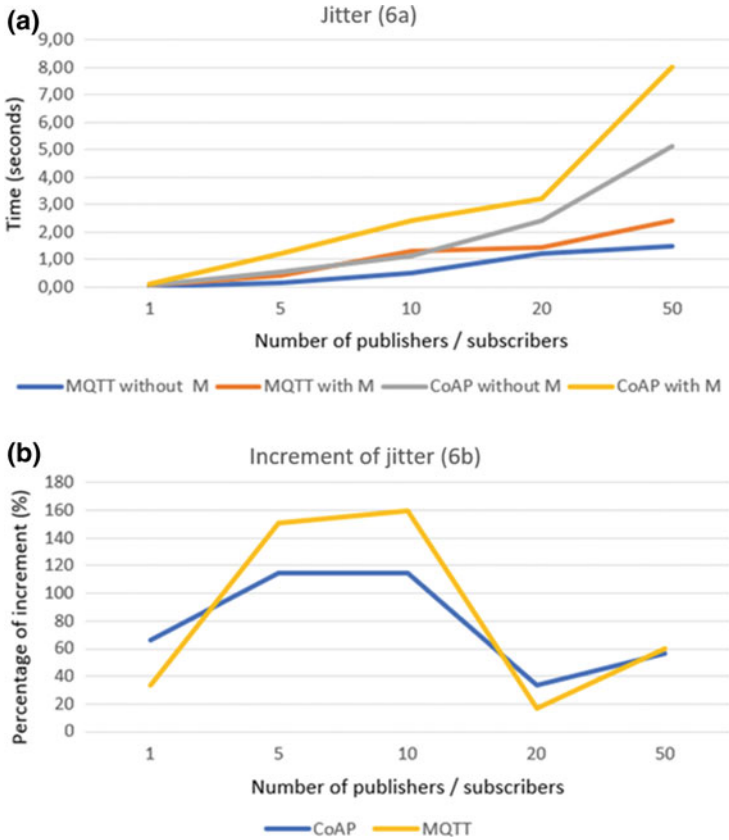 (a)
Jitter (6a)
9,00
8,00
7,00
6,00
5,00
4,00
3,00
2,00
1,00
0,00
Time (seconds)
1 5 10 20 50
Number of publishers / subscribers
MQTT without M MQTT with M CoAP without M CoAP with M
(b)
Increment of jitter (6b)
180
160
140
120
100
80
60
40
20
0
Percentage of increment (%)
1 5 10 20 50
Number of publishers / subscribers
CoAP MQTT